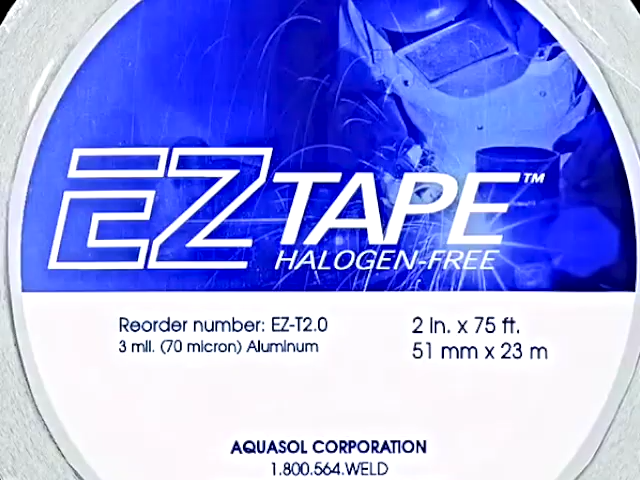 EZ TAPE™
HALOGEN-FREE
Reorder number: EZ-T2.0
2 in. x 75 ft.
3 mil. (70 micron) Aluminum
51 mm x 23 m
AQUASOL CORPORATION
1.800.564.WELD